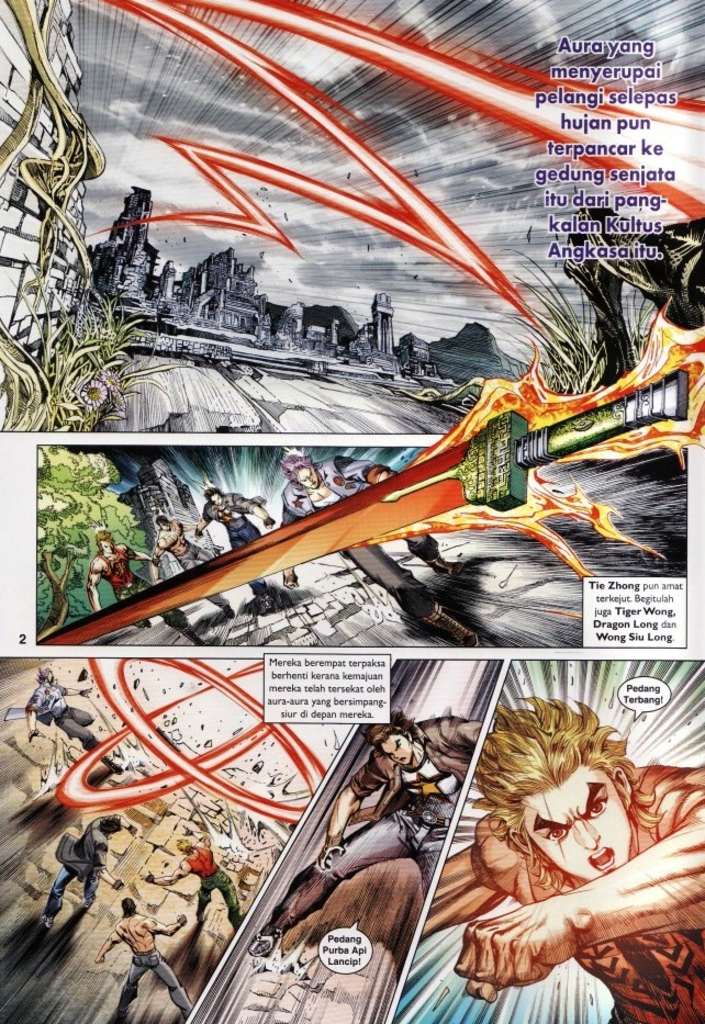 Aura yang
menyerupai
pelangi selepas
hujan pun
terpancar ke
gedung senjata
itu dari pang-
kalan Kultus
Angkasa itu.
Tie Zhong pun amat
terkejut. Begitulah
juga Tiger Wong,
Dragon Long dan
Wong Siu Long.
2
Mereka berempat terpaksa
berhenti kerana kemajuan
mereka telah tersekat oleh
aura-aura yang bersimpang-
siur di depan mereka.
Pedang
Purba Api
Lancip!
Pedang
Terbang!